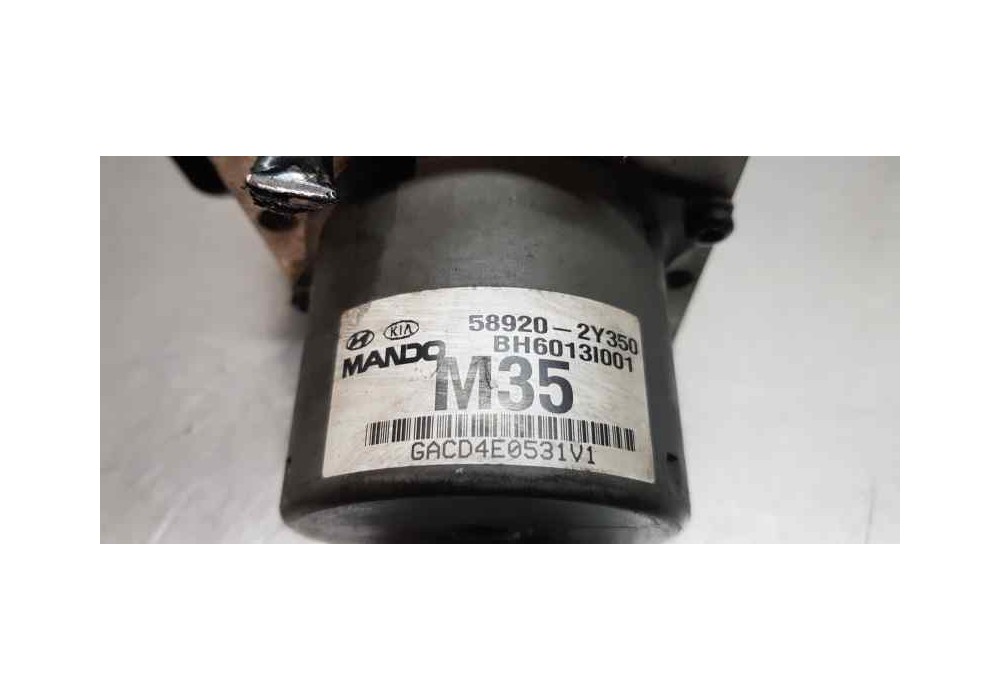 KIA 58920-2Y350
MANDO BH6013I001
M35
GACD4E0531V1